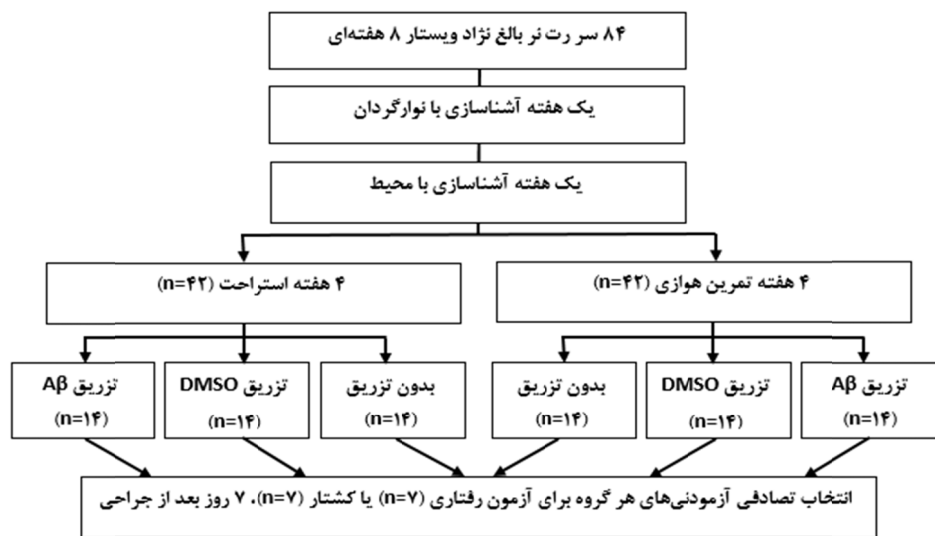 ۸۴ سر رت نر بالغ نژاد ویستار ۸ هفته‌ای
یک هفته آشناسازی با نوارگردان
یک هفته آشناسازی با محیط
۴ هفته تمرین هوازی (n=۴۲)
۴ هفته استراحت (n=۴۲)
تزریق Aβ
(n=۱۴)
تزریق DMSO
(n=۱۴)
بدون تزریق
(n=۱۴)
بدون تزریق
(n=۱۴)
تزریق DMSO
(n=۱۴)
تزریق Aβ
(n=۱۴)
انتخاب تصادفی آزمودنی‌های هر گروه برای آزمون رفتاری (n=۷) یا کشتار (n=۷)، ۷ روز بعد از جراحی